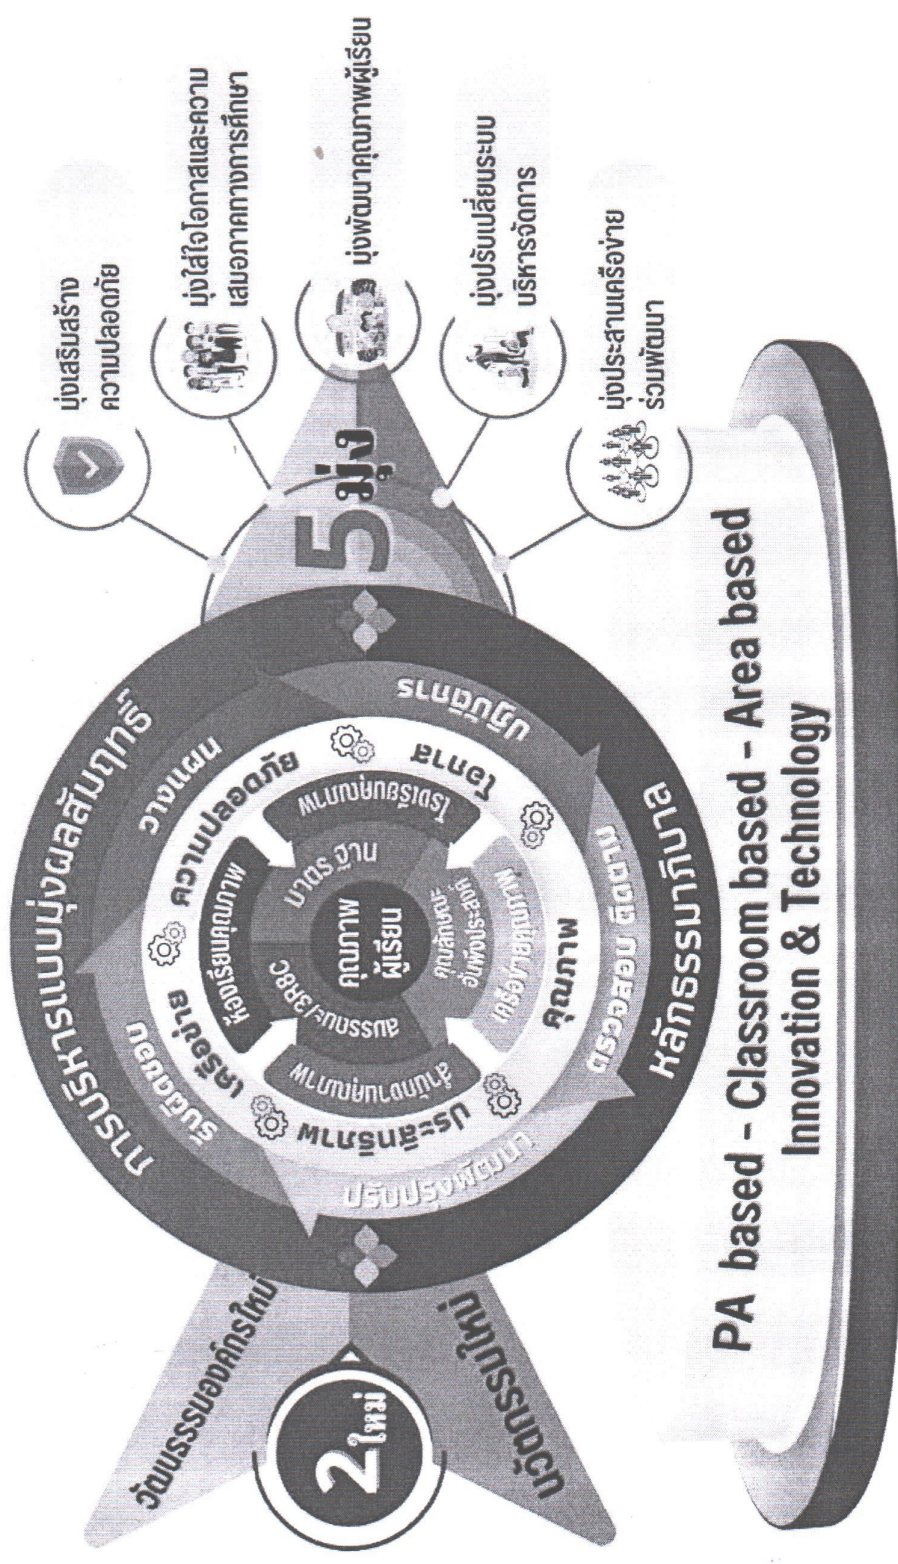 วัฒนธรรมองค์กรใหม่
2
ใหม่
นวัตกรรมใหม่
การบริหารแบบมุ่งผลสัมฤทธิ์
หลักธรรมาภิบาล
วางแผน
ปฏิบัติการ
ตรวจสอบ ติดตาม
ปรับปรุงพัฒนา
รับผิดชอบ
ความปลอดภัย
โอกาส
คุณภาพ
ประสิทธิภาพ
เครือข่าย
ห้องเรียนคุณภาพ
โรงเรียนคุณภาพ
เครือข่ายคุณภาพ
สำนักงานคุณภาพ
มาตรฐาน
คุณลักษณะ
อันพึงประสงค์
สมรรถนะ/3R8C
คุณภาพ
ผู้เรียน
5
มุ่ง
มุ่งเสริมสร้าง
ความปลอดภัย
มุ่งใส่ใจโอกาสและความ
เสมอภาคทางการศึกษา
มุ่งพัฒนาคุณภาพผู้เรียน
มุ่งปรับเปลี่ยนระบบ
บริหารจัดการ
มุ่งประสานเครือข่าย
ร่วมพัฒนา
PA based - Classroom based - Area based
Innovation & Technology